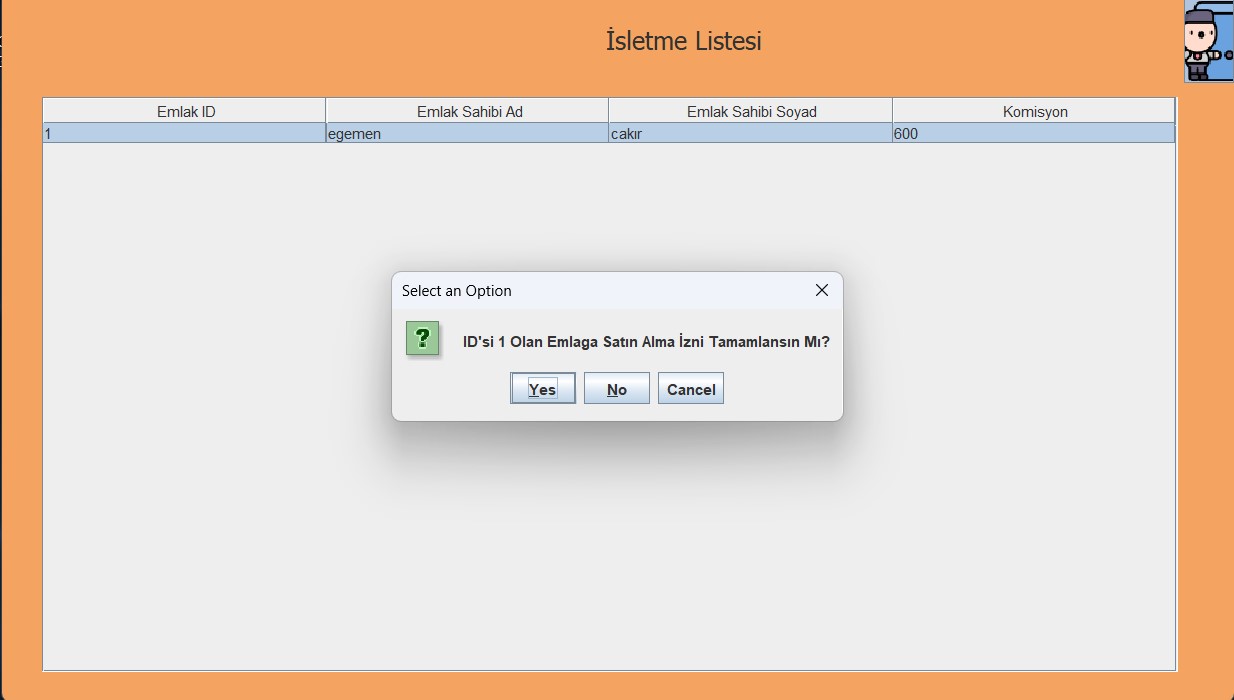 İsletme Listesi
Emlak ID Emlak Sahibi Ad Emlak Sahibi Soyad Komisyon
1 egemen cakır 600
Select an Option
ID'si 1 Olan Emlaga Satın Alma İzni Tamamlansın Mı?
Yes No Cancel